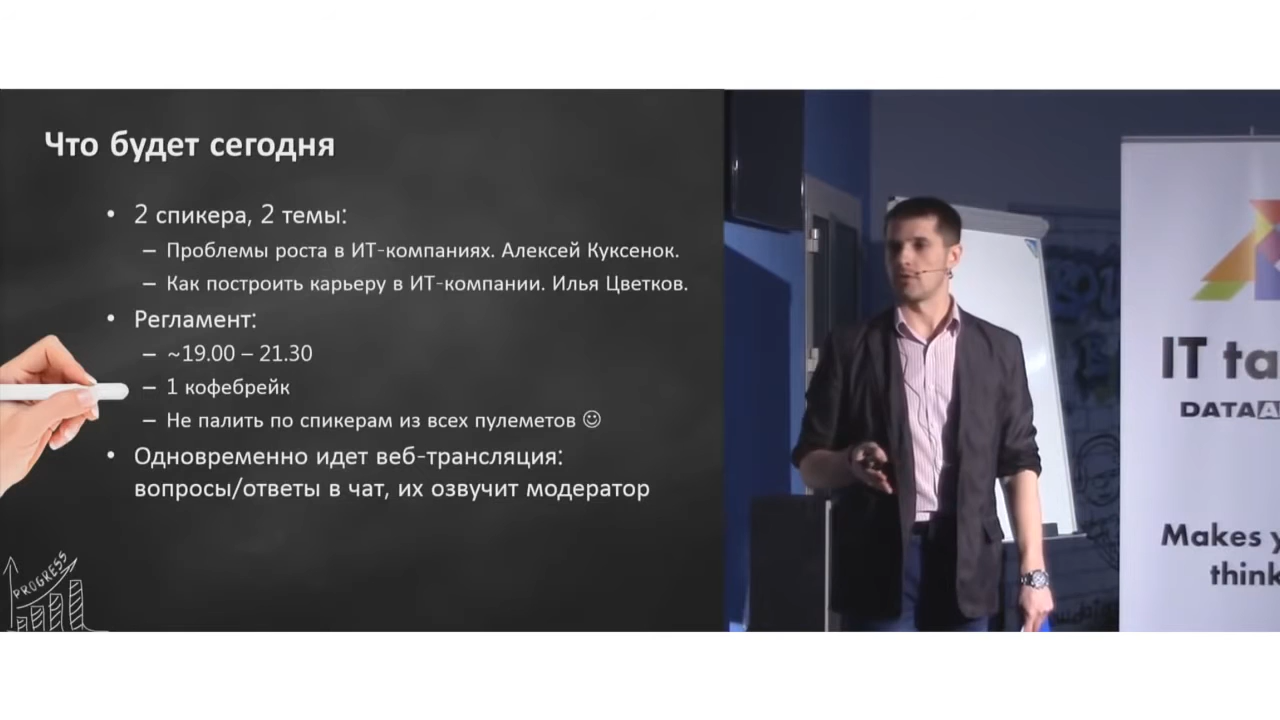 Что будет сегодня
• 2 спикера, 2 темы:
– Проблемы роста в ИТ-компаниях. Алексей Куксенок.
– Как построить карьеру в ИТ-компании. Илья Цветков.
• Регламент:
– ~19.00 – 21.30
– 1 кофебрейк
– Не палить по спикерам из всех пулеметов ☺
• Одновременно идет веб-трансляция:
вопросы/ответы в чат, их озвучит модератор
PROGRESS
IT ta
DATAA
Makes y
think